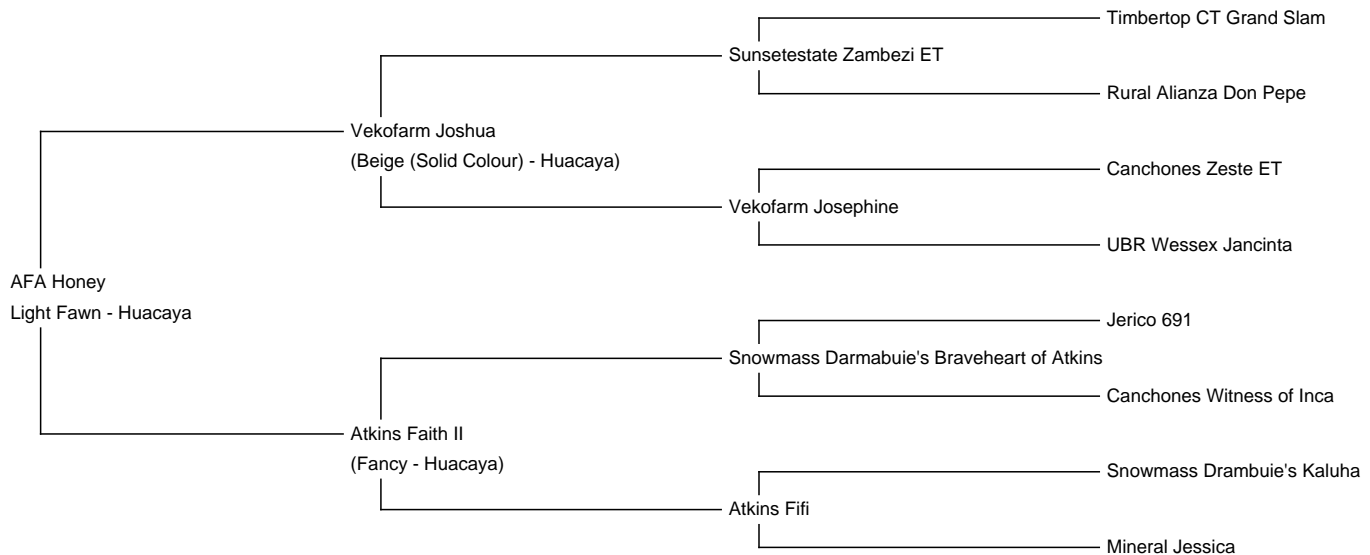 Timbertop CT Grand Slam
Sunsetestate Zambezi ET
Rural Alianza Don Pepe
Vekofarm Joshua
(Beige (Solid Colour) - Huacaya)
Canchones Zeste ET
Vekofarm Josephine
UBR Wessex Jancinta
AFA Honey
Light Fawn - Huacaya
Jerico 691
Snowmass Darmabuie's Braveheart of Atkins
Canchones Witness of Inca
Atkins Faith II
(Fancy - Huacaya)
Snowmass Drambuie's Kaluha
Atkins Fifi
Mineral Jessica